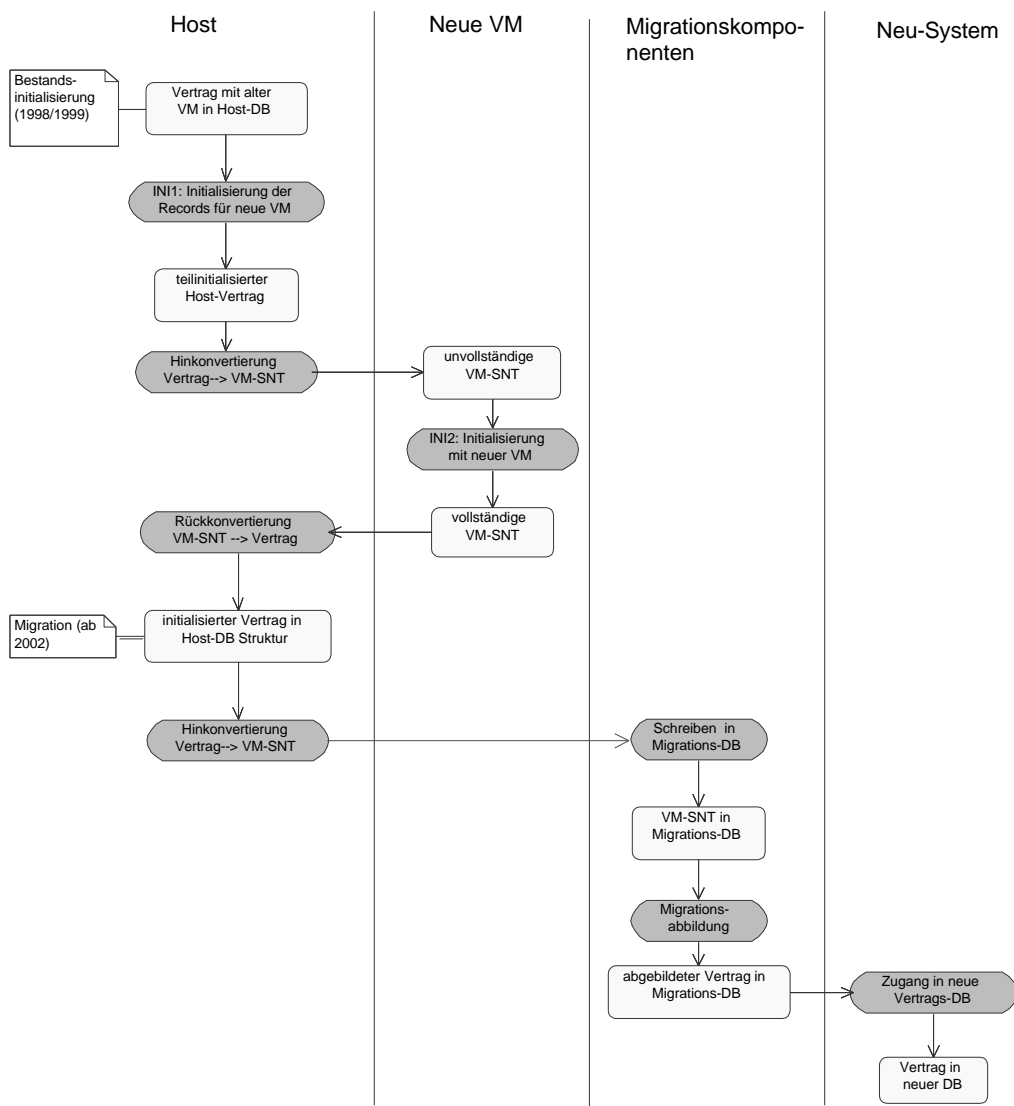 Host
Neue VM
Migrationskompo-
nenten
Neu-System
Bestands-
initialisierung
(1998/1999)
Vertrag mit alter
VM in Host-DB
INI1: Initialisierung der
Records für neue VM
teilinitialisierter
Host-Vertrag
Hinkonvertierung
Vertrag--> VM-SNT
unvollständige
VM-SNT
INI2: Initialisierung
mit neuer VM
vollständige
VM-SNT
Rückkonvertierung
VM-SNT --> Vertrag
Migration (ab
2002)
initialisierter Vertrag in
Host-DB Struktur
Hinkonvertierung
Vertrag--> VM-SNT
Schreiben in
Migrations-DB
VM-SNT in
Migrations-DB
Migrations-
abbildung
abgebildeter Vertrag in
Migrations-DB
Zugang in neue
Vertrags-DB
Vertrag in
neuer DB